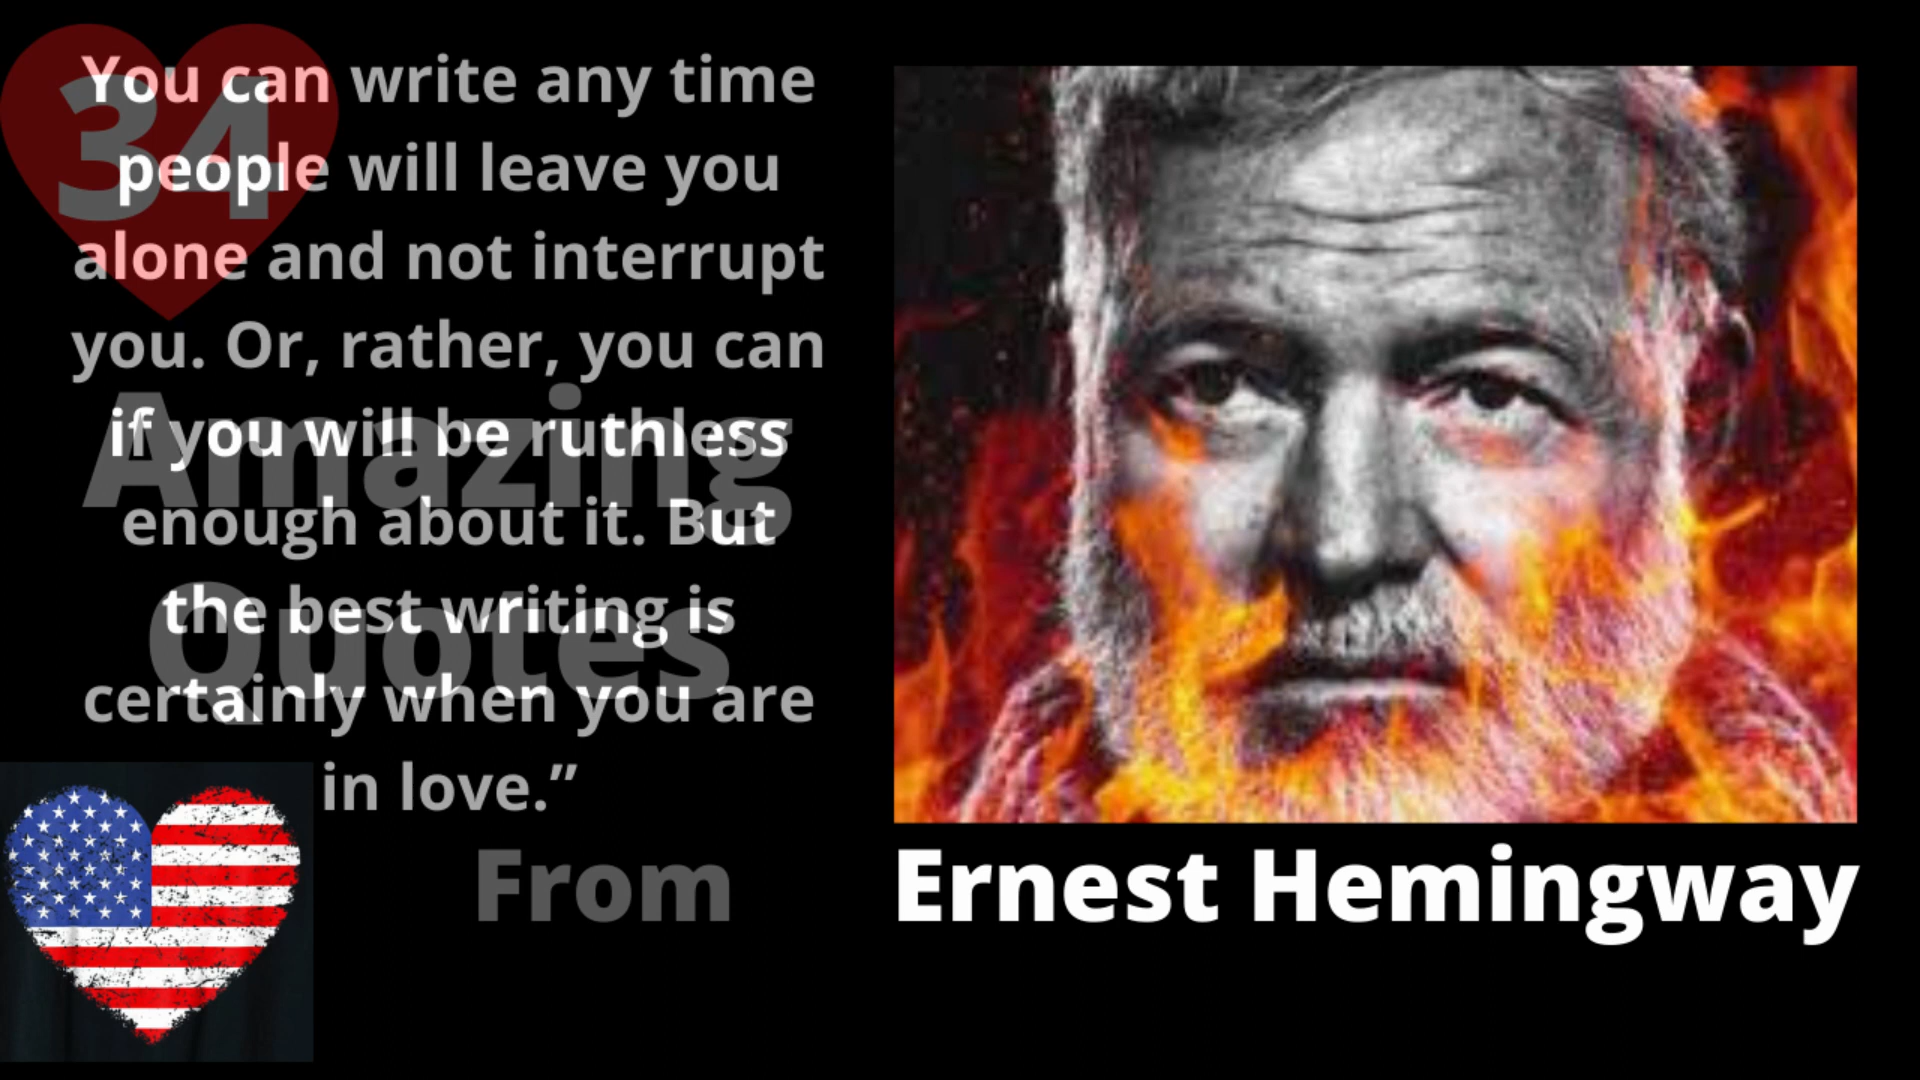 34
You can write any time
people will leave you
alone and not interrupt
you. Or, rather, you can
if you will be ruthless
enough about it. But
the best writing is
certainly when you are
in love.”
Amazing
Quotes
From
Ernest Hemingway